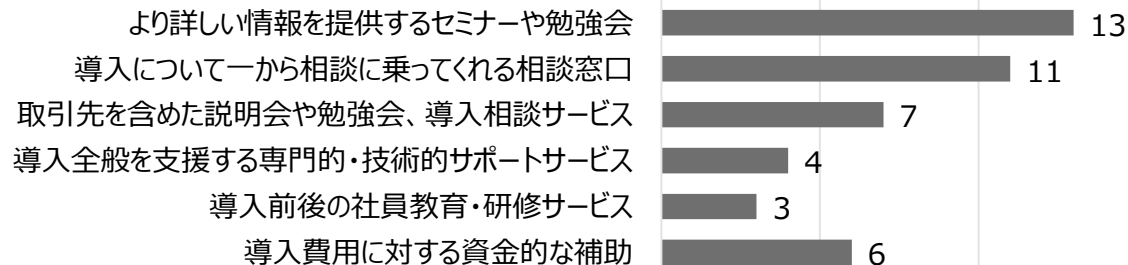 より詳しい情報を提供するセミナーや勉強会 13
導入について一から相談に乗ってくれる相談窓口 11
取引先を含めた説明会や勉強会、導入相談サービス 7
導入全般を支援する専門的・技術的サポートサービス 4
導入前後の社員教育・研修サービス 3
導入費用に対する資金的な補助 6